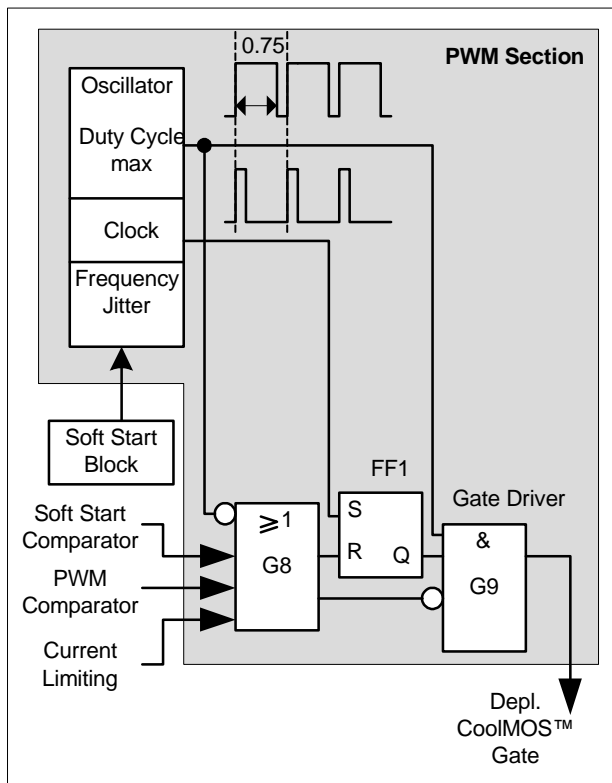 0.75
PWM Section
Oscillator
Duty Cycle
max
Clock
Frequency
Jitter
Soft Start
Block
FF1
Gate Driver
Soft Start
Comparator
PWM
Comparator
Current
Limiting
⩾1
G8
S
R
Q
&
G9
Depl.
CoolMOS™
Gate